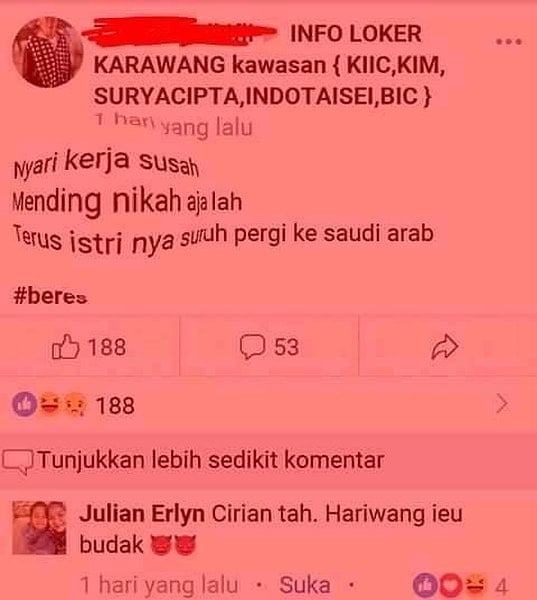 INFO LOKER
KARAWANG kawasan { KIIC,KIM,
SURYACIPTA,INDOTAISEI,BIC }
1 hari yang lalu
Nyari kerja susah
Mending nikah aja lah
Terus istri nya suruh pergi ke saudi arab
#beres
188
53
188
Tunjukkan lebih sedikit komentar
Julian Erlyn Cirian tah. Hariwang ieu
budak 😈😈
1 hari yang lalu · Suka · 4